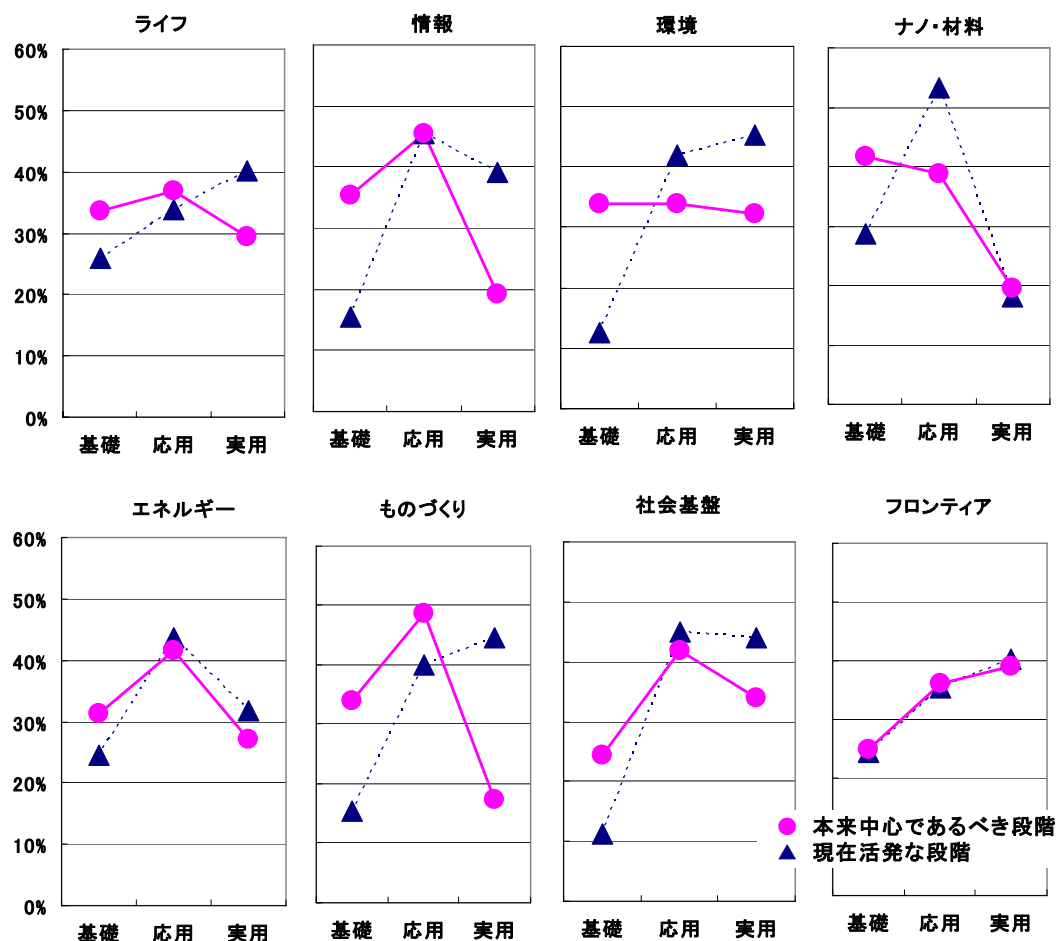 ライフ 情報 環境 ナノ・材料
60%
50%
40%
30%
20%
10%
0%
基礎 応用 実用 基礎 応用 実用 基礎 応用 実用 基礎 応用 実用
エネルギー ものづくり 社会基盤 フロンティア
60%
50%
40%
30%
20%
10%
0%
本来中心であるべき段階
現在活発な段階
基礎 応用 実用 基礎 応用 実用 基礎 応用 実用 基礎 応用 実用